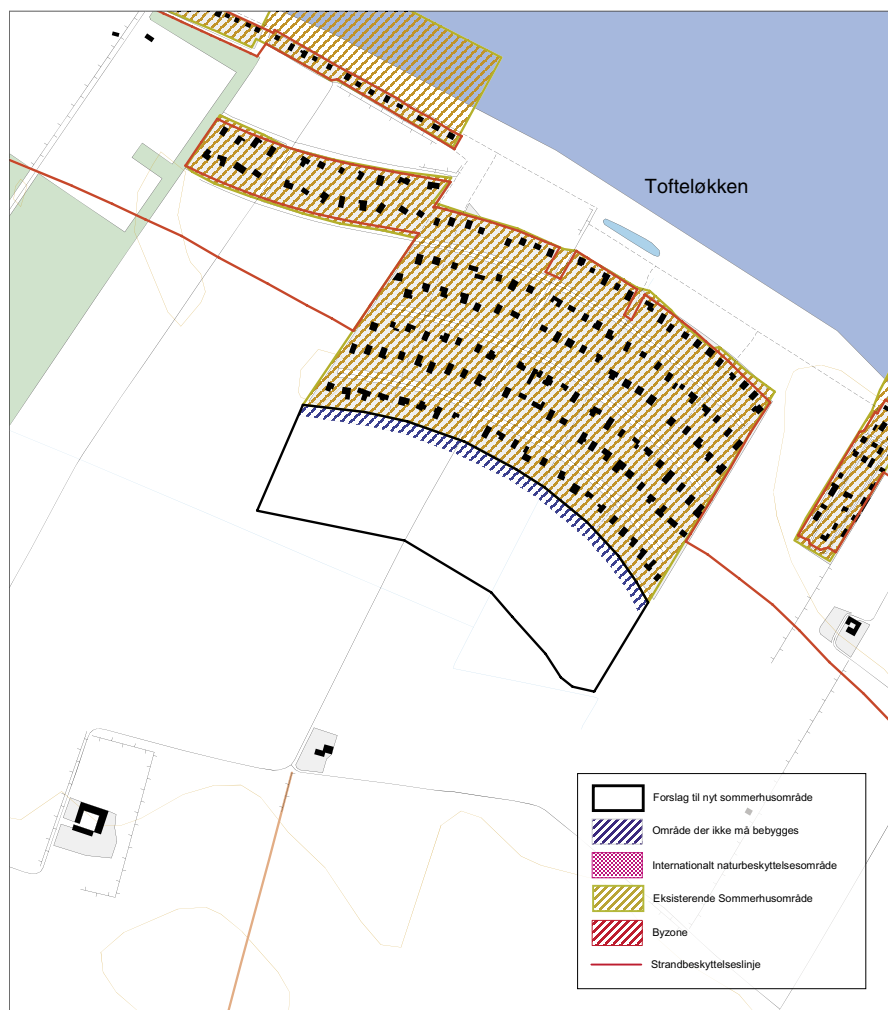 Tofteløkken
Forslag til nyt sommerhusområde
Område der ikke må bebygges
Internationalt naturbeskyttelsesområde
Eksisterende Sommerhusområde
Byzone
Strandbeskyttelseslinje